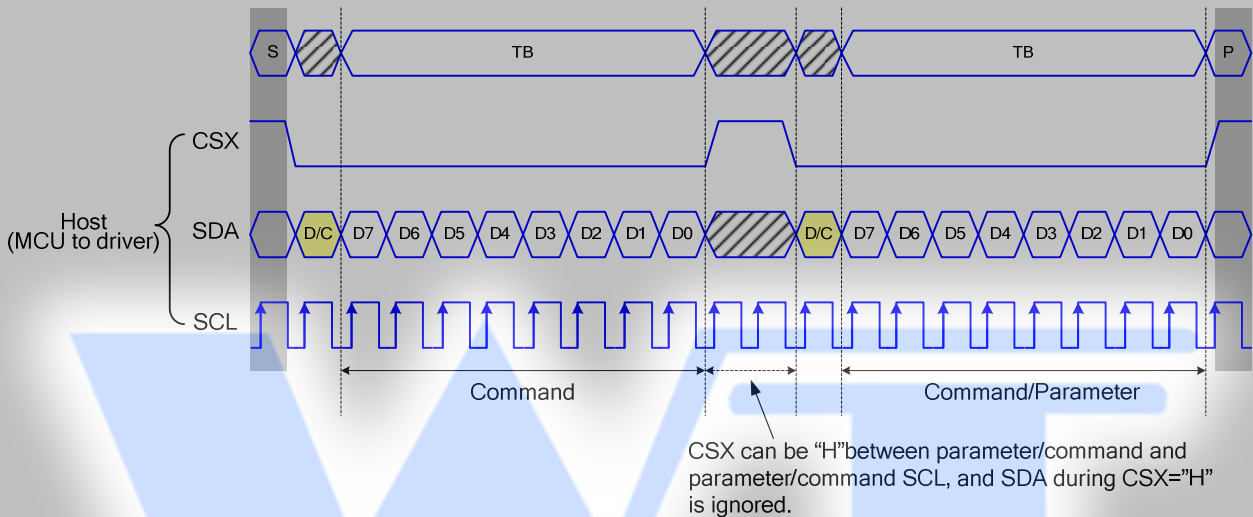 S TB TB P
CSX
Host
(MCU to driver)
SDA D/C D7 D6 D5 D4 D3 D2 D1 D0 D/C D7 D6 D5 D4 D3 D2 D1 D0
SCL
Command Command/Parameter
CSX can be “H”between parameter/command and
parameter/command SCL, and SDA during CSX=”H”
is ignored.